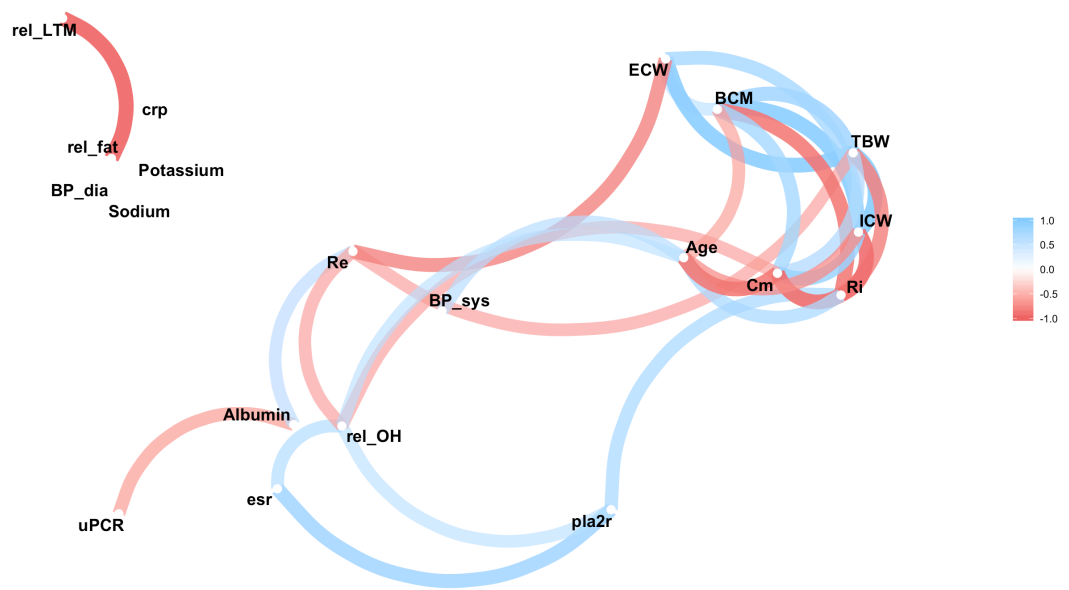 rel_LTM
ECW
BCM
crp
TBW
rel_fat
Potassium
BP_dia
Sodium
ICW
1.0
0.5
0.0
-0.5
-1.0
Age
Re
Cm
Ri
BP_sys
Albumin
rel_OH
esr
pla2r
uPCR